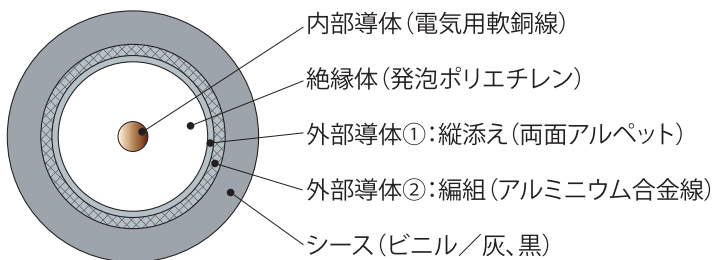 内部導体(電気用軟銅線)
絶縁体(発泡ポリエチレン)
外部導体①:縦添え(両面アルペット)
外部導体②:編組(アルミニウム合金線)
シース(ビニル／灰、黒)